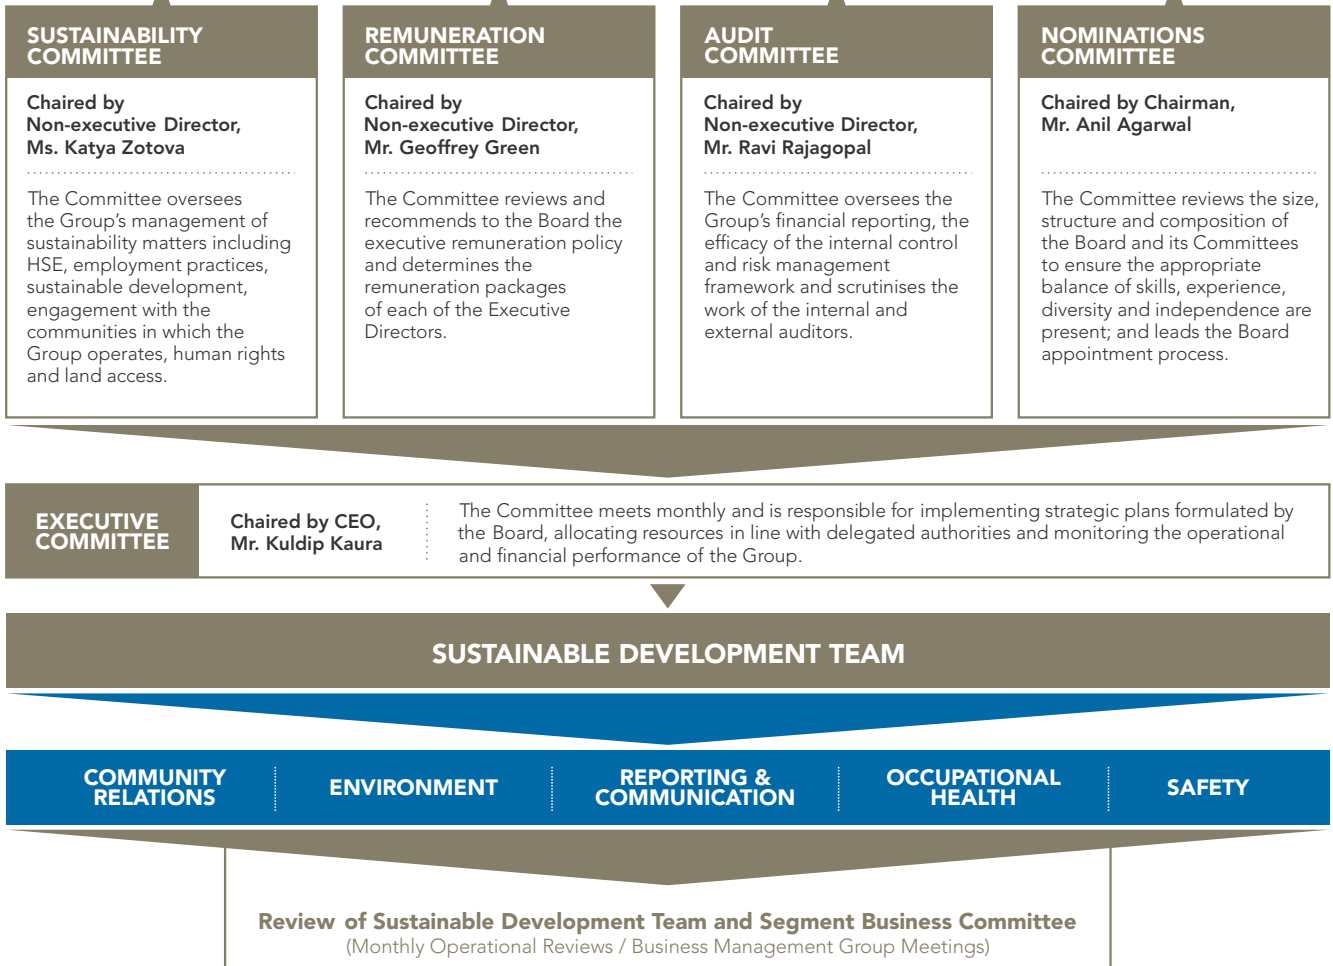 SUSTAINABILITY
COMMITTEE
Chaired by
Non-executive Director,
Ms. Katya Zotova
The Committee oversees
the Group's management of
sustainability matters including
HSE, employment practices,
sustainable development,
engagement with the
communities in which the
Group operates, human rights
and land access.
REMUNERATION
COMMITTEE
Chaired by
Non-executive Director,
Mr. Geoffrey Green
The Committee reviews and
recommends to the Board the
executive remuneration policy
and determines the
remuneration packages
of each of the Executive
Directors.
AUDIT
COMMITTEE
Chaired by
Non-executive Director,
Mr. Ravi Rajagopal
The Committee oversees the
Group's financial reporting, the
efficacy of the internal control
and risk management
framework and scrutinises the
work of the internal and
external auditors.
NOMINATIONS
COMMITTEE
Chaired by Chairman,
Mr. Anil Agarwal
The Committee reviews the size,
structure and composition of
the Board and its Committees
to ensure the appropriate
balance of skills, experience,
diversity and independence are
present; and leads the Board
appointment process.
EXECUTIVE
COMMITTEE
Chaired by CEO,
Mr. Kuldip Kaura
The Committee meets monthly and is responsible for implementing strategic plans formulated by
the Board, allocating resources in line with delegated authorities and monitoring the operational
and financial performance of the Group.
SUSTAINABLE DEVELOPMENT TEAM
COMMUNITY
RELATIONS
ENVIRONMENT
REPORTING &
COMMUNICATION
OCCUPATIONAL
HEALTH
SAFETY
Review of Sustainable Development Team and Segment Business Committee
(Monthly Operational Reviews / Business Management Group Meetings)